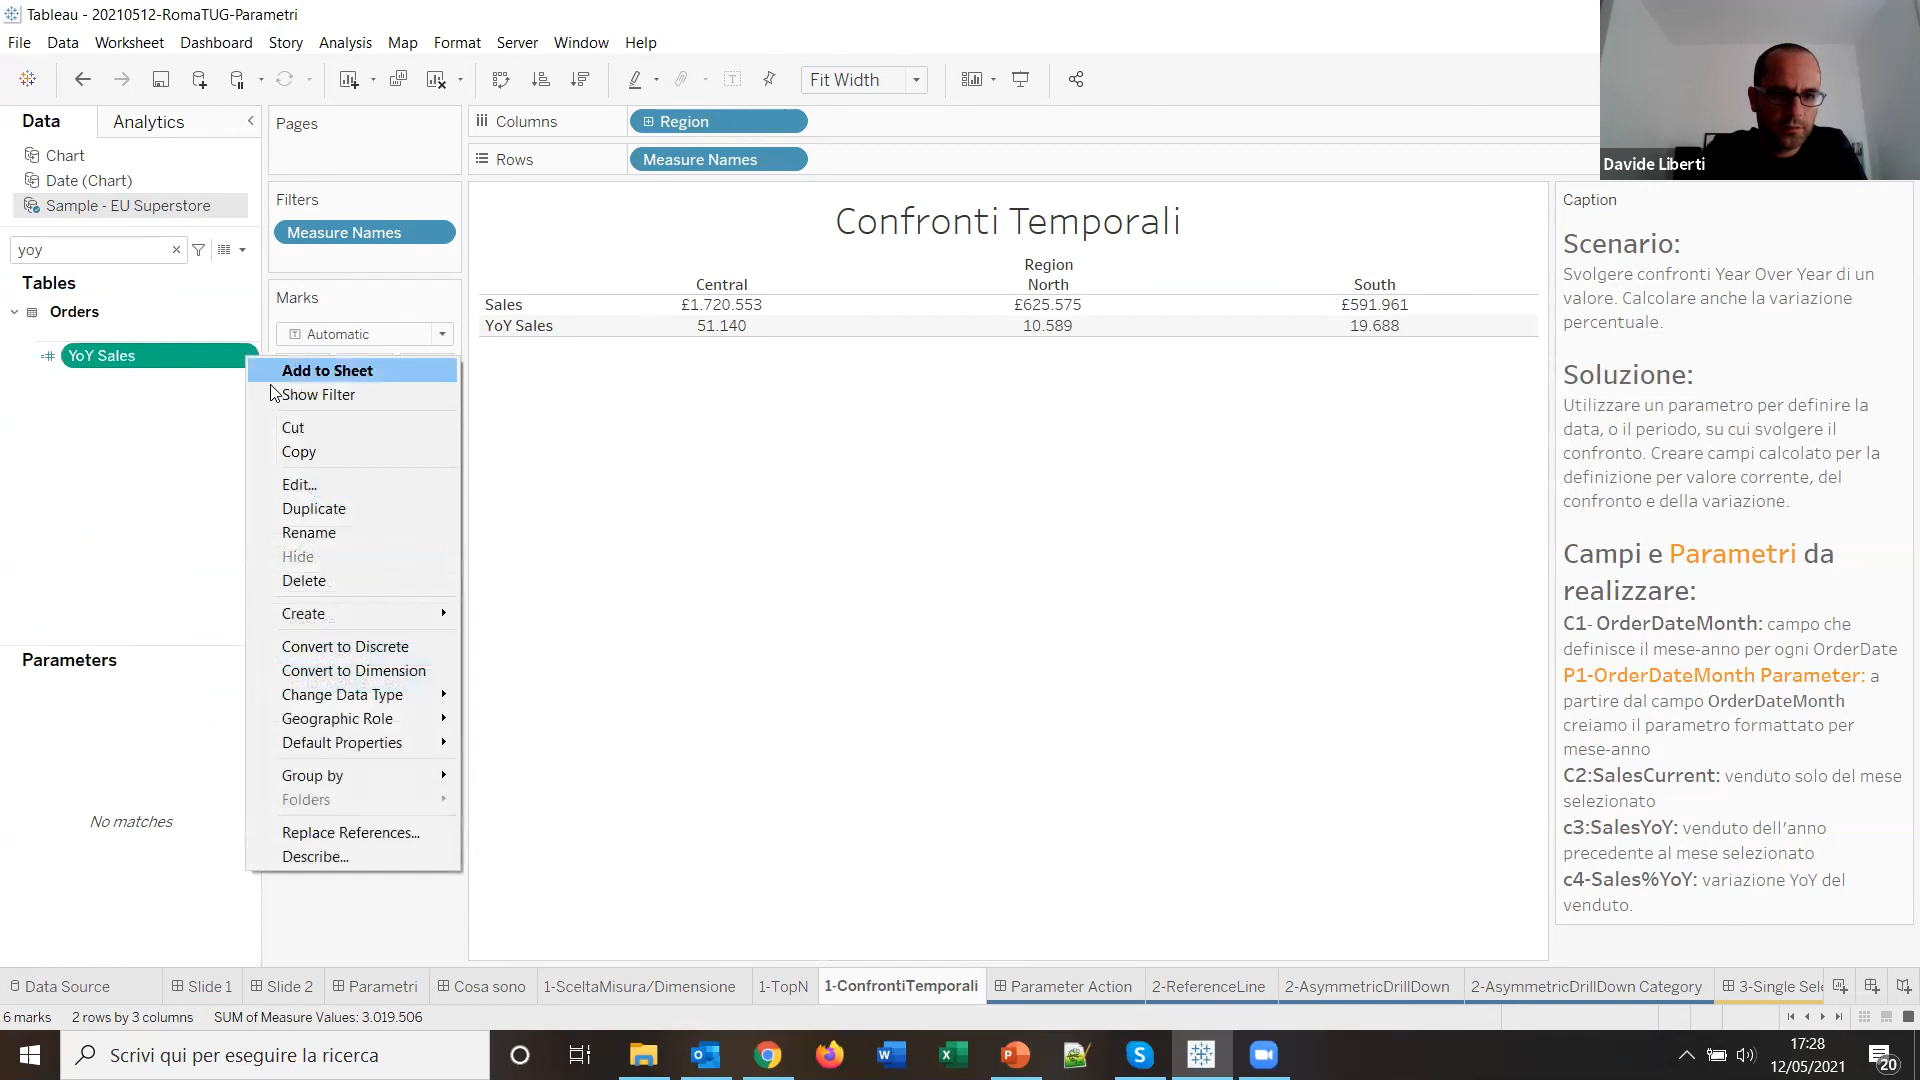 Tableau - 20210512-RomaTUG-Parametri
File Data Worksheet Dashboard Story Analysis Map Format Server Window Help
Fit Width
Data Analytics
Chart
Date (Chart)
Sample - EU Superstore
yoy
Tables
Orders
YoY Sales
Parameters
No matches
Pages
Filters
Measure Names
Marks
Automatic
Add to Sheet
Show Filter
Cut
Copy
Edit...
Duplicate
Rename
Hide
Delete
Create
Convert to Discrete
Convert to Dimension
Change Data Type
Geographic Role
Default Properties
Group by
Folders
Replace References...
Describe...
Columns Region
Rows Measure Names
Confronti Temporali
Region
Central North South
Sales £1.720.553 £625.575 £591.961
YoY Sales 51.140 10.589 19.688
Davide Liberti
Caption
Scenario:
Svolgere confronti Year Over Year di un
valore. Calcolare anche la variazione
percentuale.
Soluzione:
Utilizzare un parametro per definire la
data, o il periodo, su cui svolgere il
confronto. Creare campi calcolato per la
definizione per valore corrente, del
confronto e della variazione.
Campi e Parametri da
realizzare:
C1- OrderDateMonth: campo che
definisce il mese-anno per ogni OrderDate
P1-OrderDateMonth Parameter: a
partire dal campo OrderDateMonth
creiamo il parametro formattato per
mese-anno
C2:SalesCurrent: venduto solo del mese
selezionato
c3:SalesYoY: venduto dell'anno
precedente al mese selezionato
c4-Sales%YoY: variazione YoY del
venduto.
Data Source Slide 1 Slide 2 Parametri Cosa sono 1-SceltaMisura/Dimensione 1-TopN 1-ConfrontiTemporali Parameter Action 2-ReferenceLine 2-AsymmetricDrillDown 2-AsymmetricDrillDown Category 3-Single Sele
6 marks 2 rows by 3 columns SUM of Measure Values: 3.019.506
Scrivi qui per eseguire la ricerca
17:28
12/05/2021
20